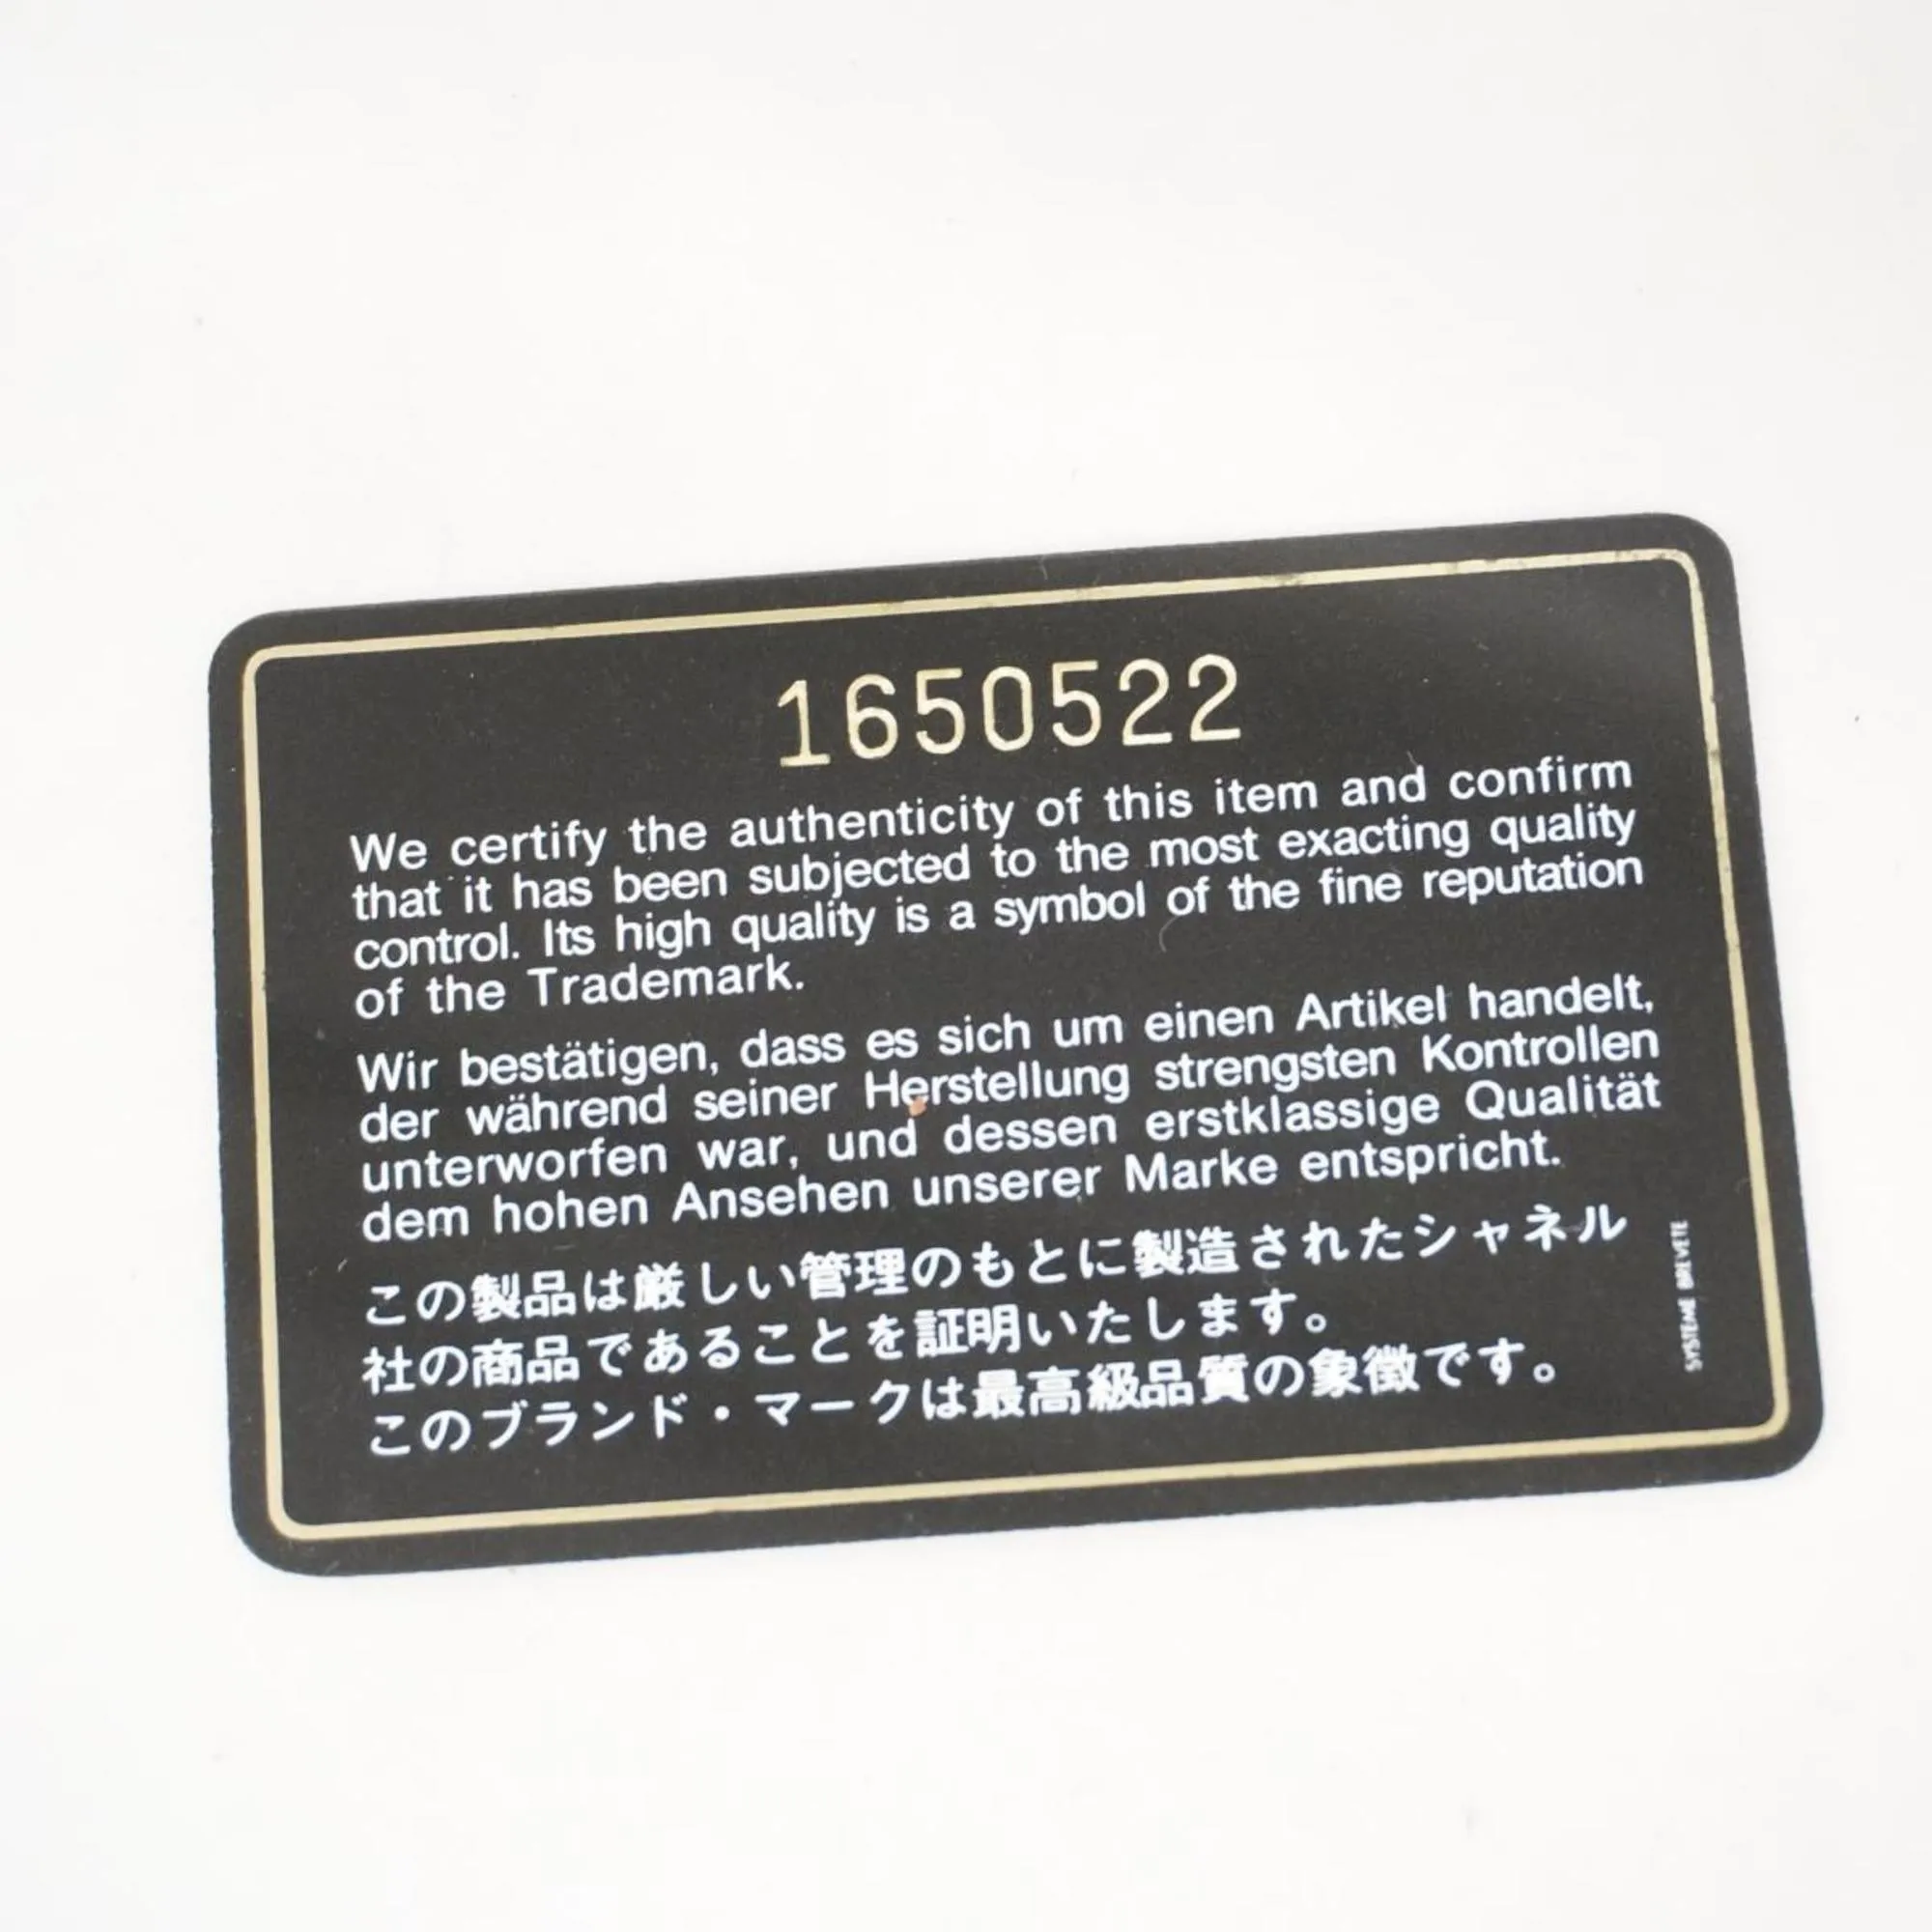 1650522
We certify the authenticity of this item and confirm
that it has been subjected to the most exacting quality
control. Its high quality is a symbol of the fine reputation
of the Trademark.
Wir bestätigen, dass es sich um einen Artikel handelt,
der während seiner Herstellung strengsten Kontrollen
unterworfen war, und dessen erstklassige Qualität
dem hohen Ansehen unserer Marke entspricht.
この製品は厳しい管理のもとに製造されたシャネル
社の商品であることを証明いたします。
このブランド・マークは最高級品質の象徴です。
SYSTEME BREVETE